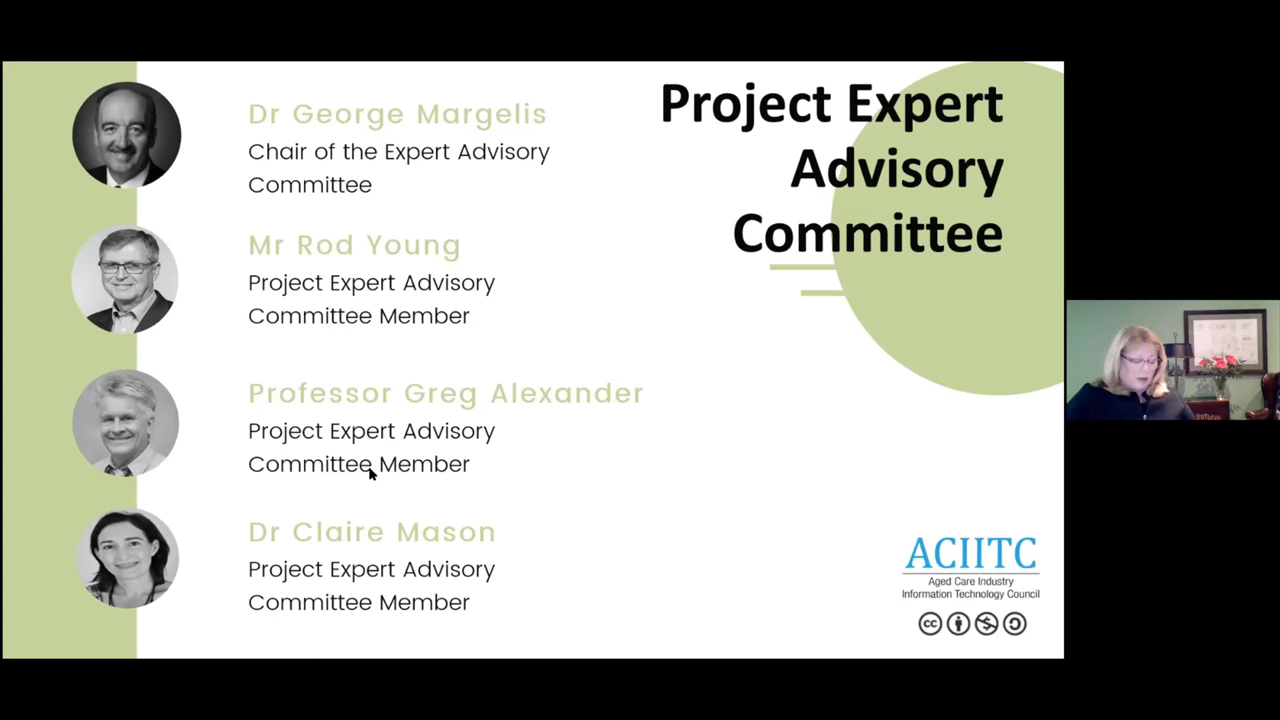 Project Expert
Advisory
Committee
Dr George Margelis
Chair of the Expert Advisory
Committee
Mr Rod Young
Project Expert Advisory
Committee Member
Professor Greg Alexander
Project Expert Advisory
Committee Member
Dr Claire Mason
Project Expert Advisory
Committee Member
ACIITC
Aged Care Industry
Information Technology Council
cc